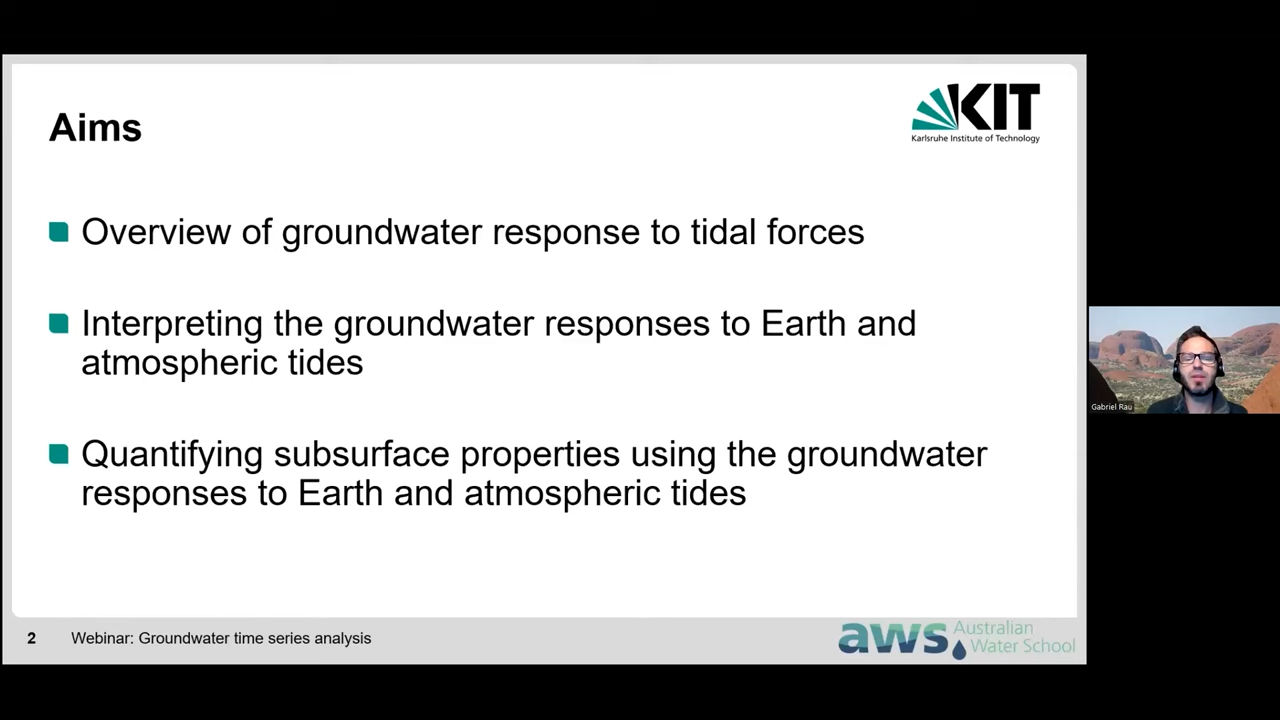 Aims
KIT
Karlsruhe Institute of Technology
Overview of groundwater response to tidal forces
Interpreting the groundwater responses to Earth and
atmospheric tides
Quantifying subsurface properties using the groundwater
responses to Earth and atmospheric tides
Gabriel Rau
2 Webinar: Groundwater time series analysis
aws Australian
Water School